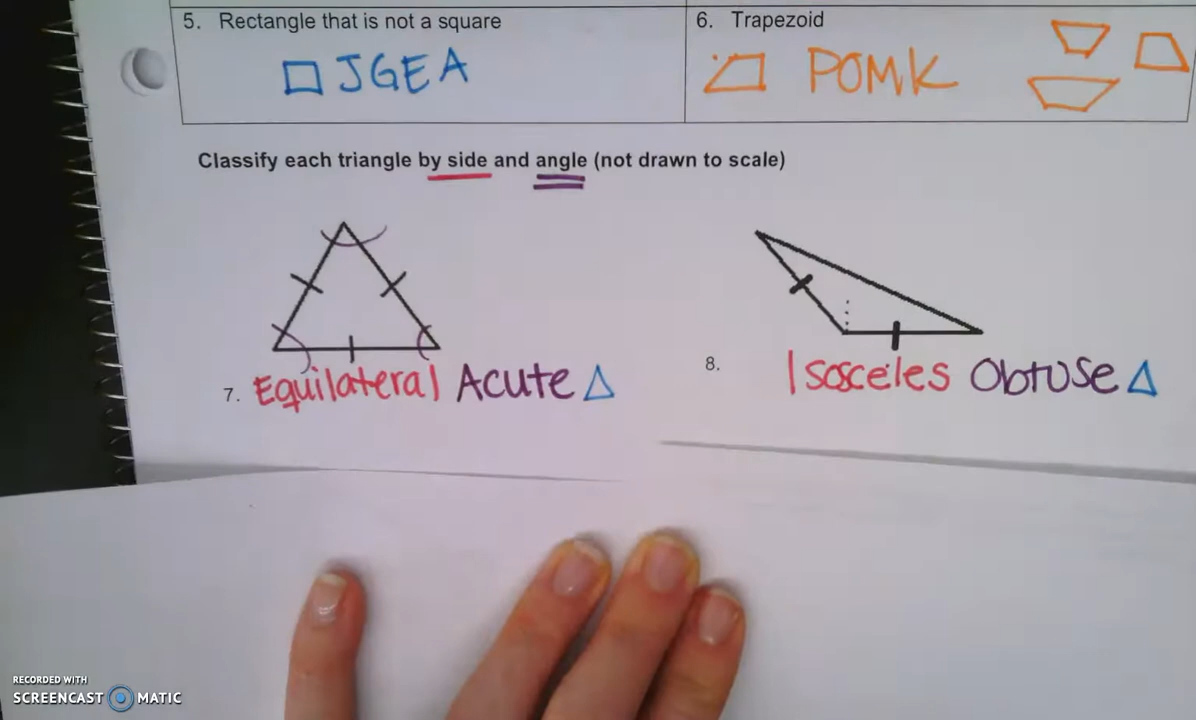 5. Rectangle that is not a square
JGEA
6. Trapezoid
POMK
Classify each triangle by side and angle (not drawn to scale)
7. Equilateral Acute
8. Isosceles Obtuse
RECORDED WITH
SCREENCAST MATIC